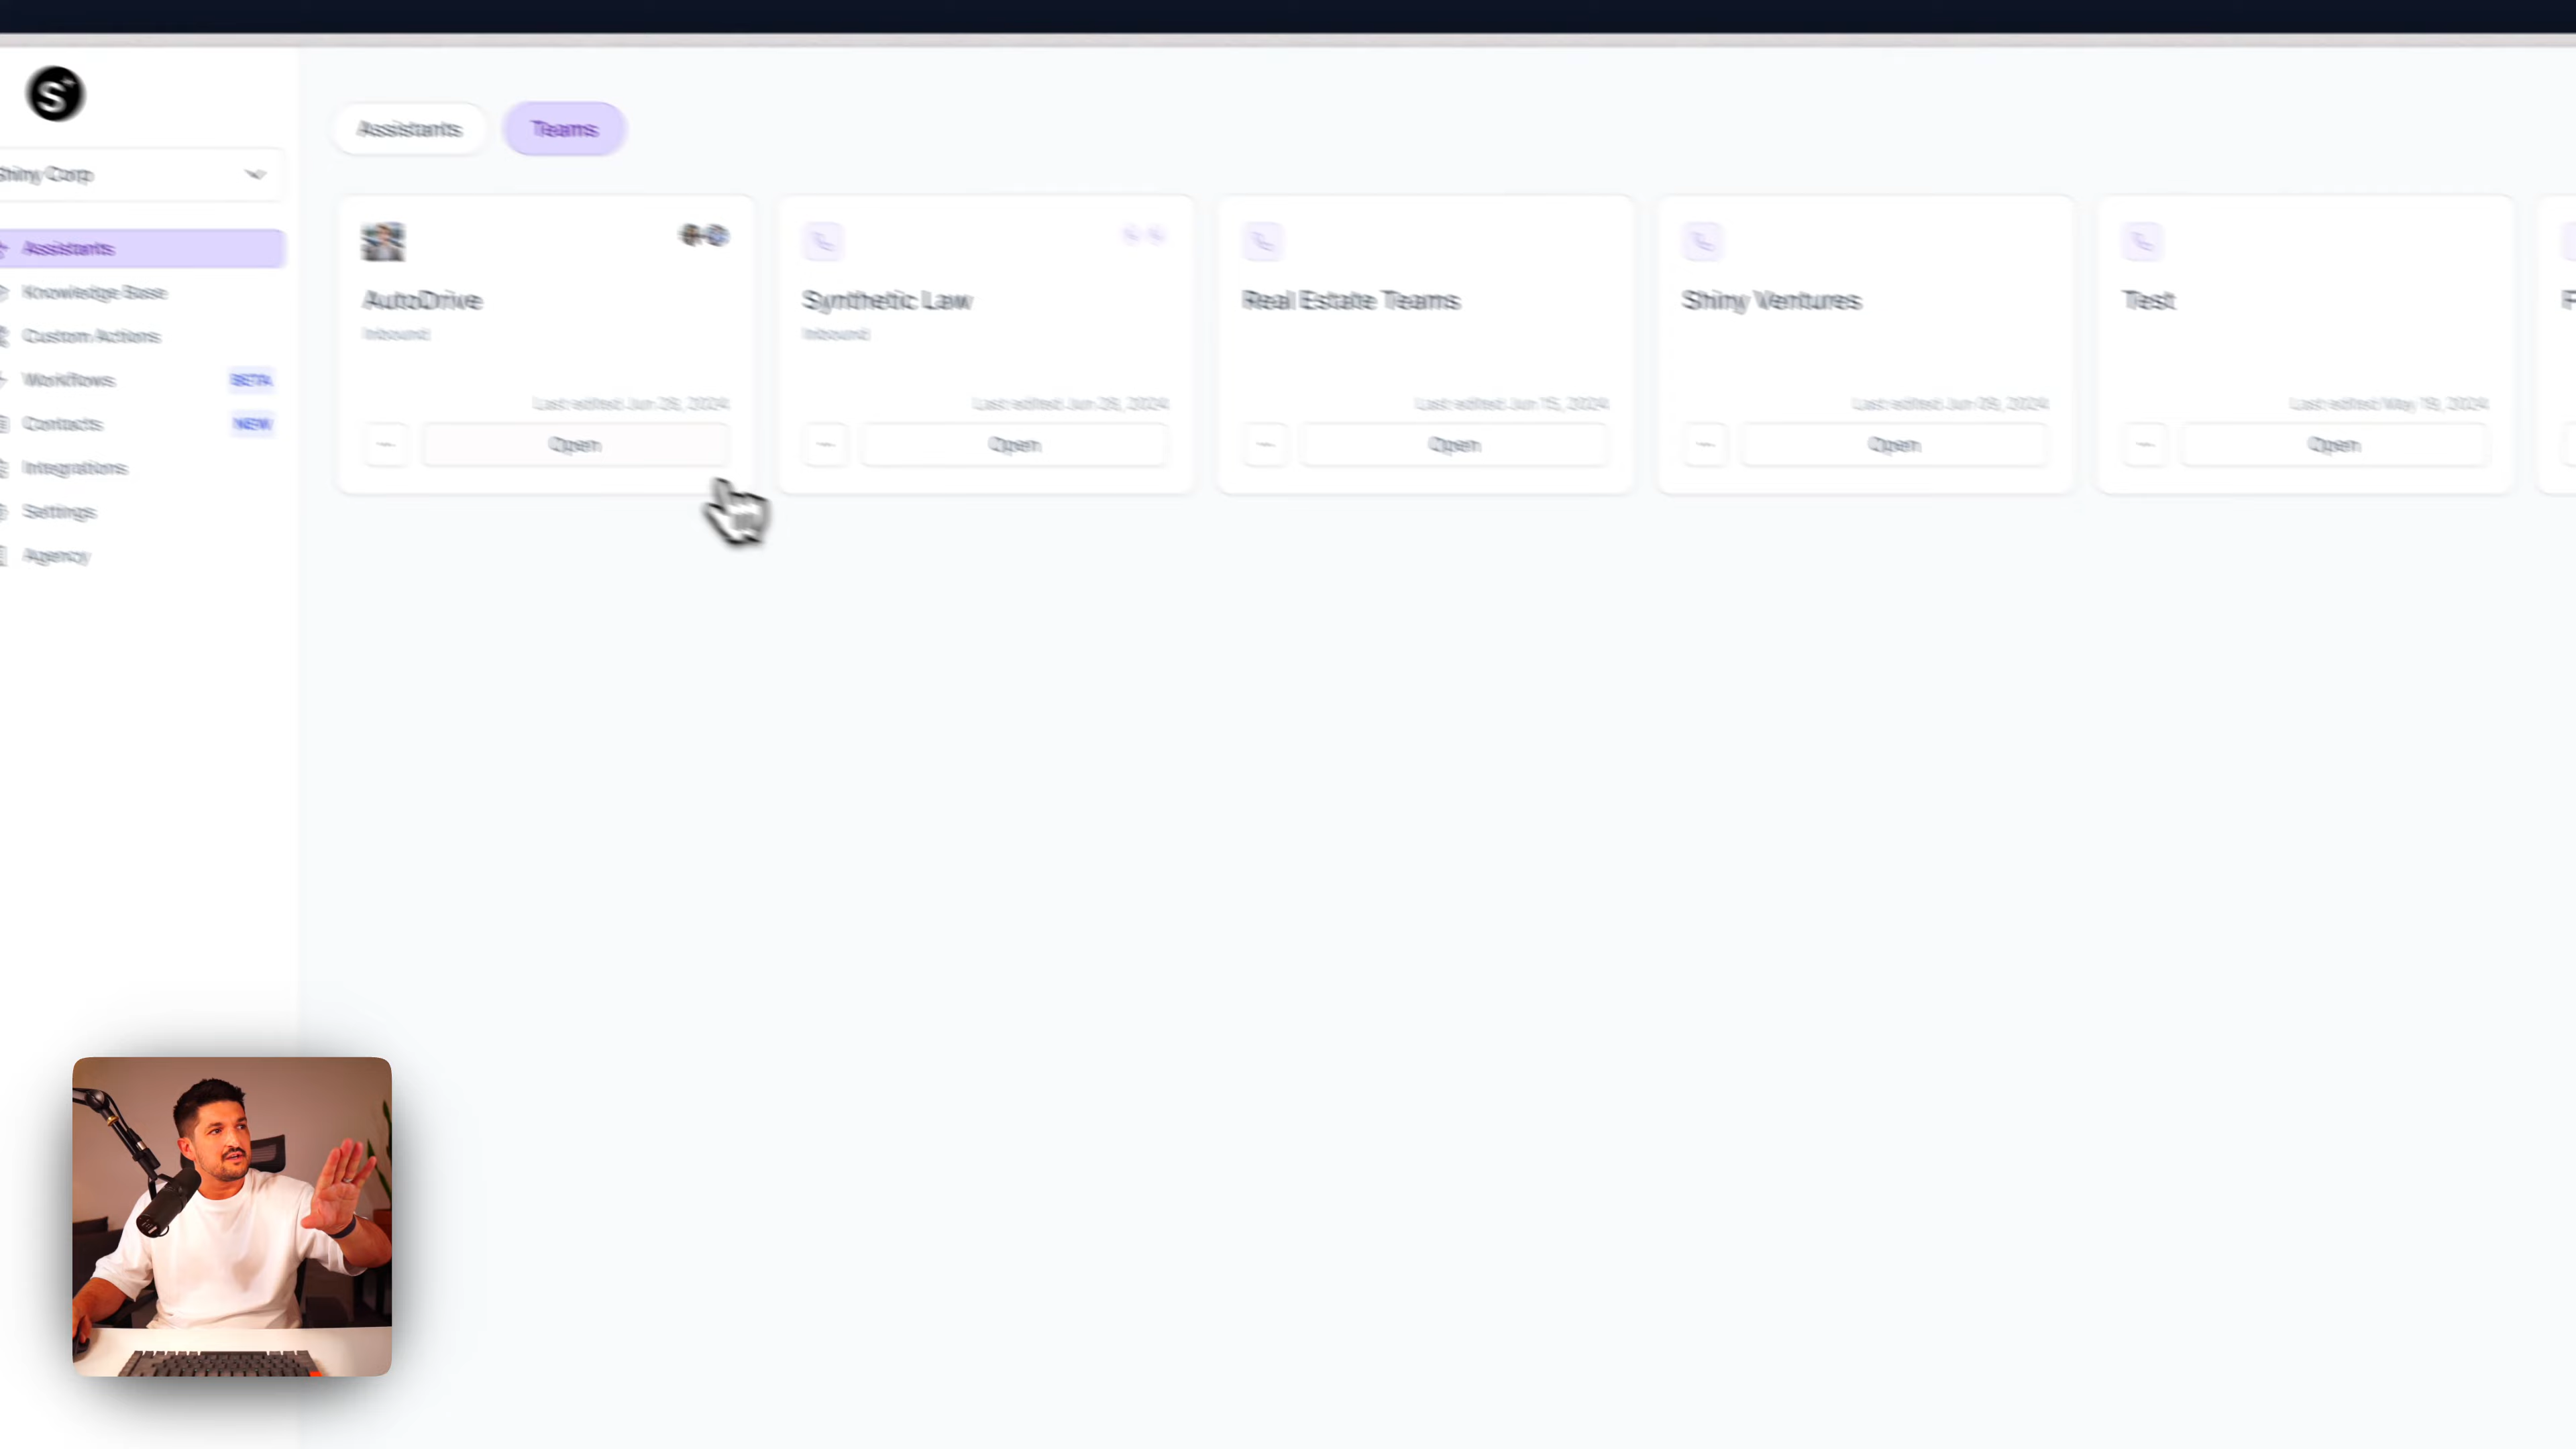 S
Shiny Corp
Assistants
Knowledge Base
Custom Actions
Workflows BETA
Contacts NEW
Integrations
Settings
Agency
Assistants Teams
AutoDrive
Inbound
Last edited Jun 28, 2024
Open
Synthetic Law
Inbound
Last edited Jun 28, 2024
Open
Real Estate Teams
Last edited Jun 15, 2024
Open
Shiny Ventures
Last edited Jun 09, 2024
Open
Test
Last edited May 19, 2024
Open